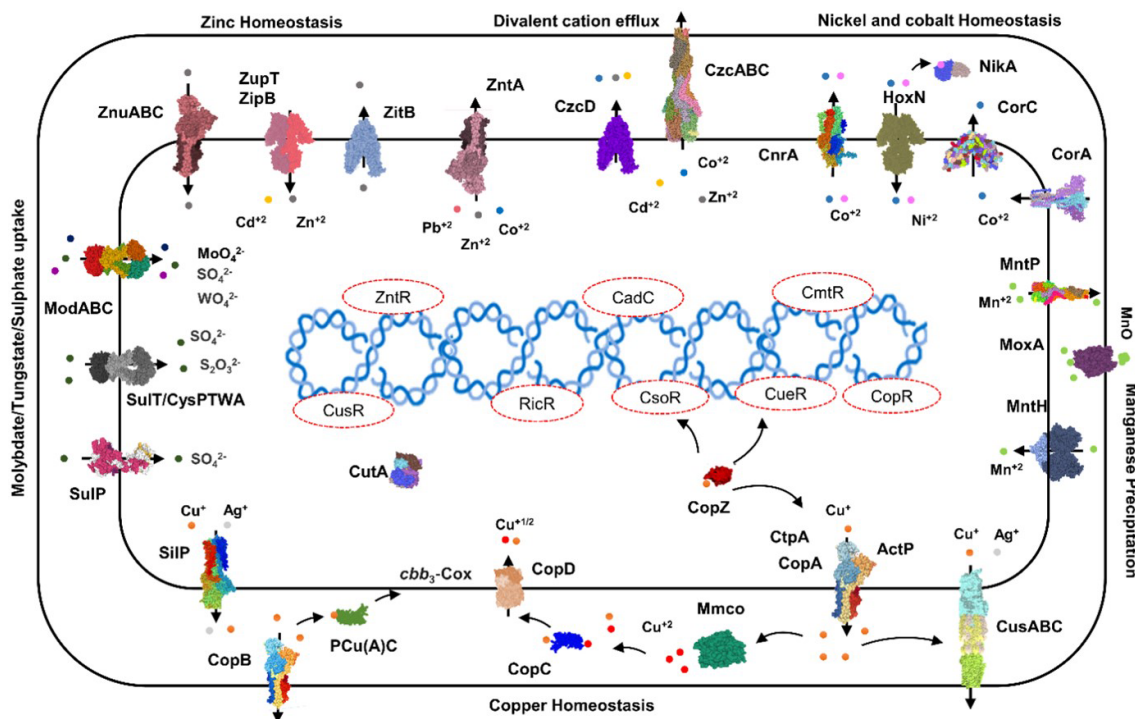 Zinc Homeostasis
Divalent cation efflux
Nickel and cobalt Homeostasis
ZnuABC
ZupT
ZipB
ZitB
ZntA
CzcD
CzcABC
CnrA
HoxN
NikA
CorC
CorA
Cd⁺²
Zn⁺²
Pb⁺²
Zn⁺²
Co⁺²
Cd⁺²
Co⁺²
Zn⁺²
Co⁺²
Ni⁺²
Co⁺²
Molybdate/Tungstate/Sulphate uptake
ModABC
MoO₄²⁻
SO₄²⁻
WO₄²⁻
SulT/CysPTWA
SO₄²⁻
S₂O₃²⁻
SulP
SO₄²⁻
ZntR
CadC
CmtR
CusR
RicR
CsoR
CueR
CopR
CutA
CopZ
MntP
Mn⁺²
MoxA
MnO
MntH
Mn⁺²
Manganese Precipitation
Cu⁺
Ag⁺
SilP
CopB
PCu(A)C
cbb₃-Cox
Cu⁺¹ᐟ²
CopD
CopC
Cu⁺²
Mmco
Cu⁺
CtpA
CopA
ActP
Cu⁺
Ag⁺
CusABC
Copper Homeostasis